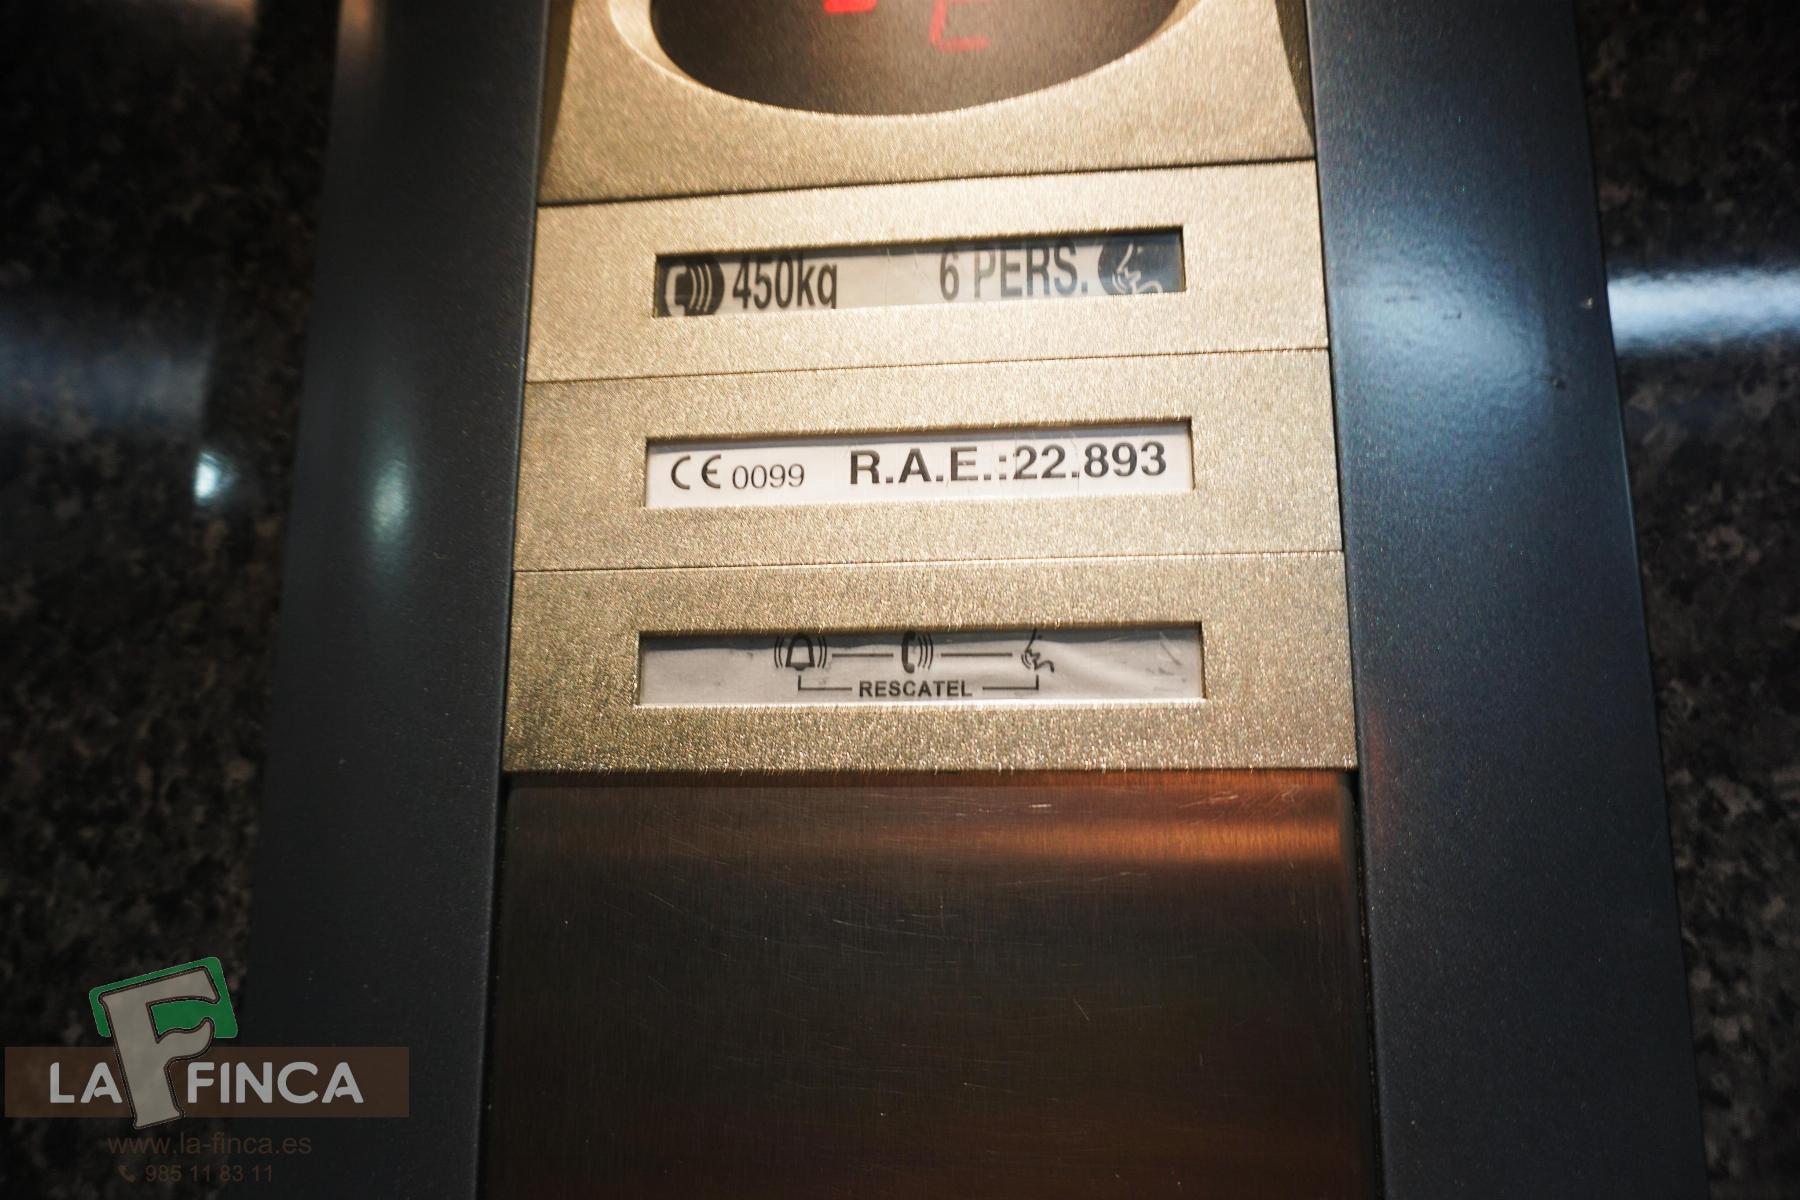 450kg 6 PERS.
CE 0099 R.A.E.:22.893
RESCATEL
LA FINCA
www.la-finca.es
985 11 83 11